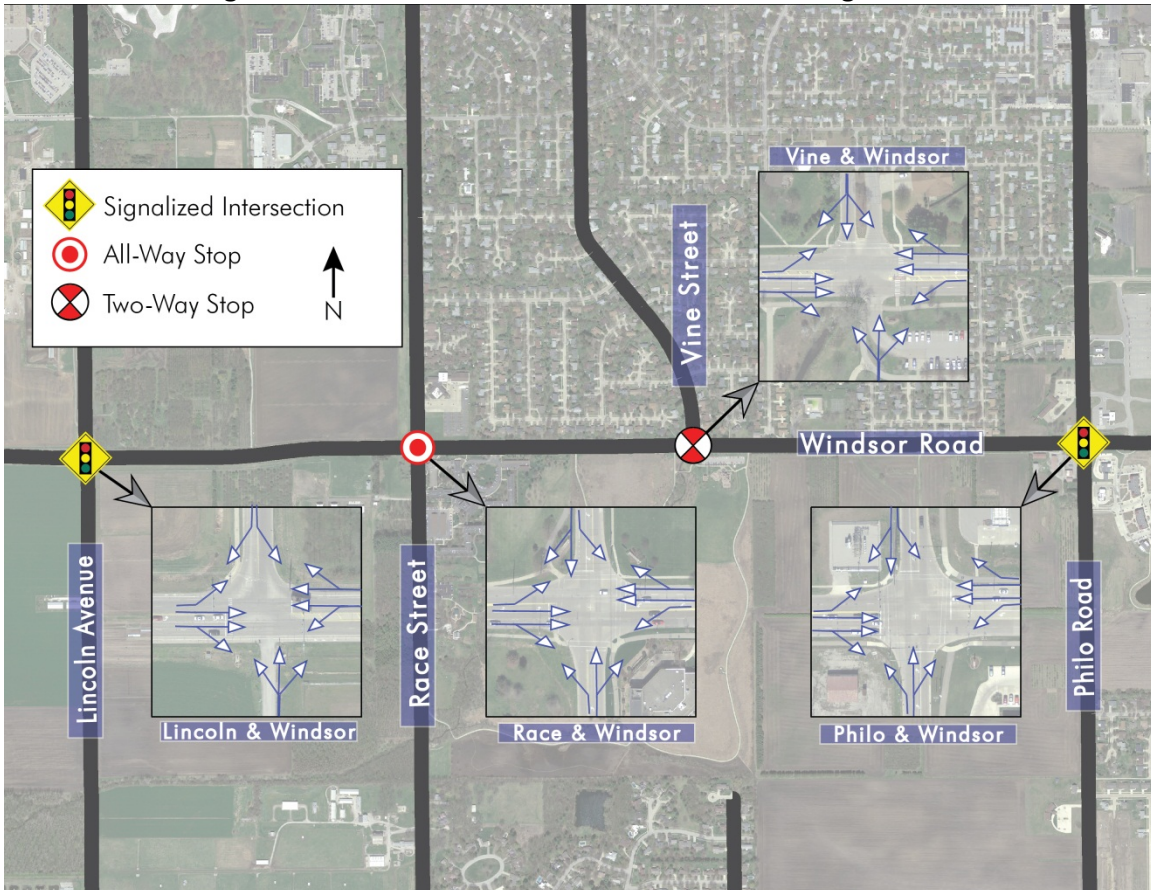 Vine & Windsor
Signalized Intersection
All-Way Stop
Two-Way Stop
N
Vine Street
Windsor Road
Lincoln Avenue
Race Street
Philo Road
Lincoln & Windsor
Race & Windsor
Philo & Windsor